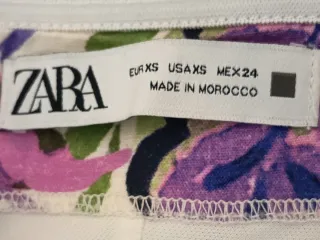 ZARA
EUR XS USA XS MEX 24
MADE IN MOROCCO